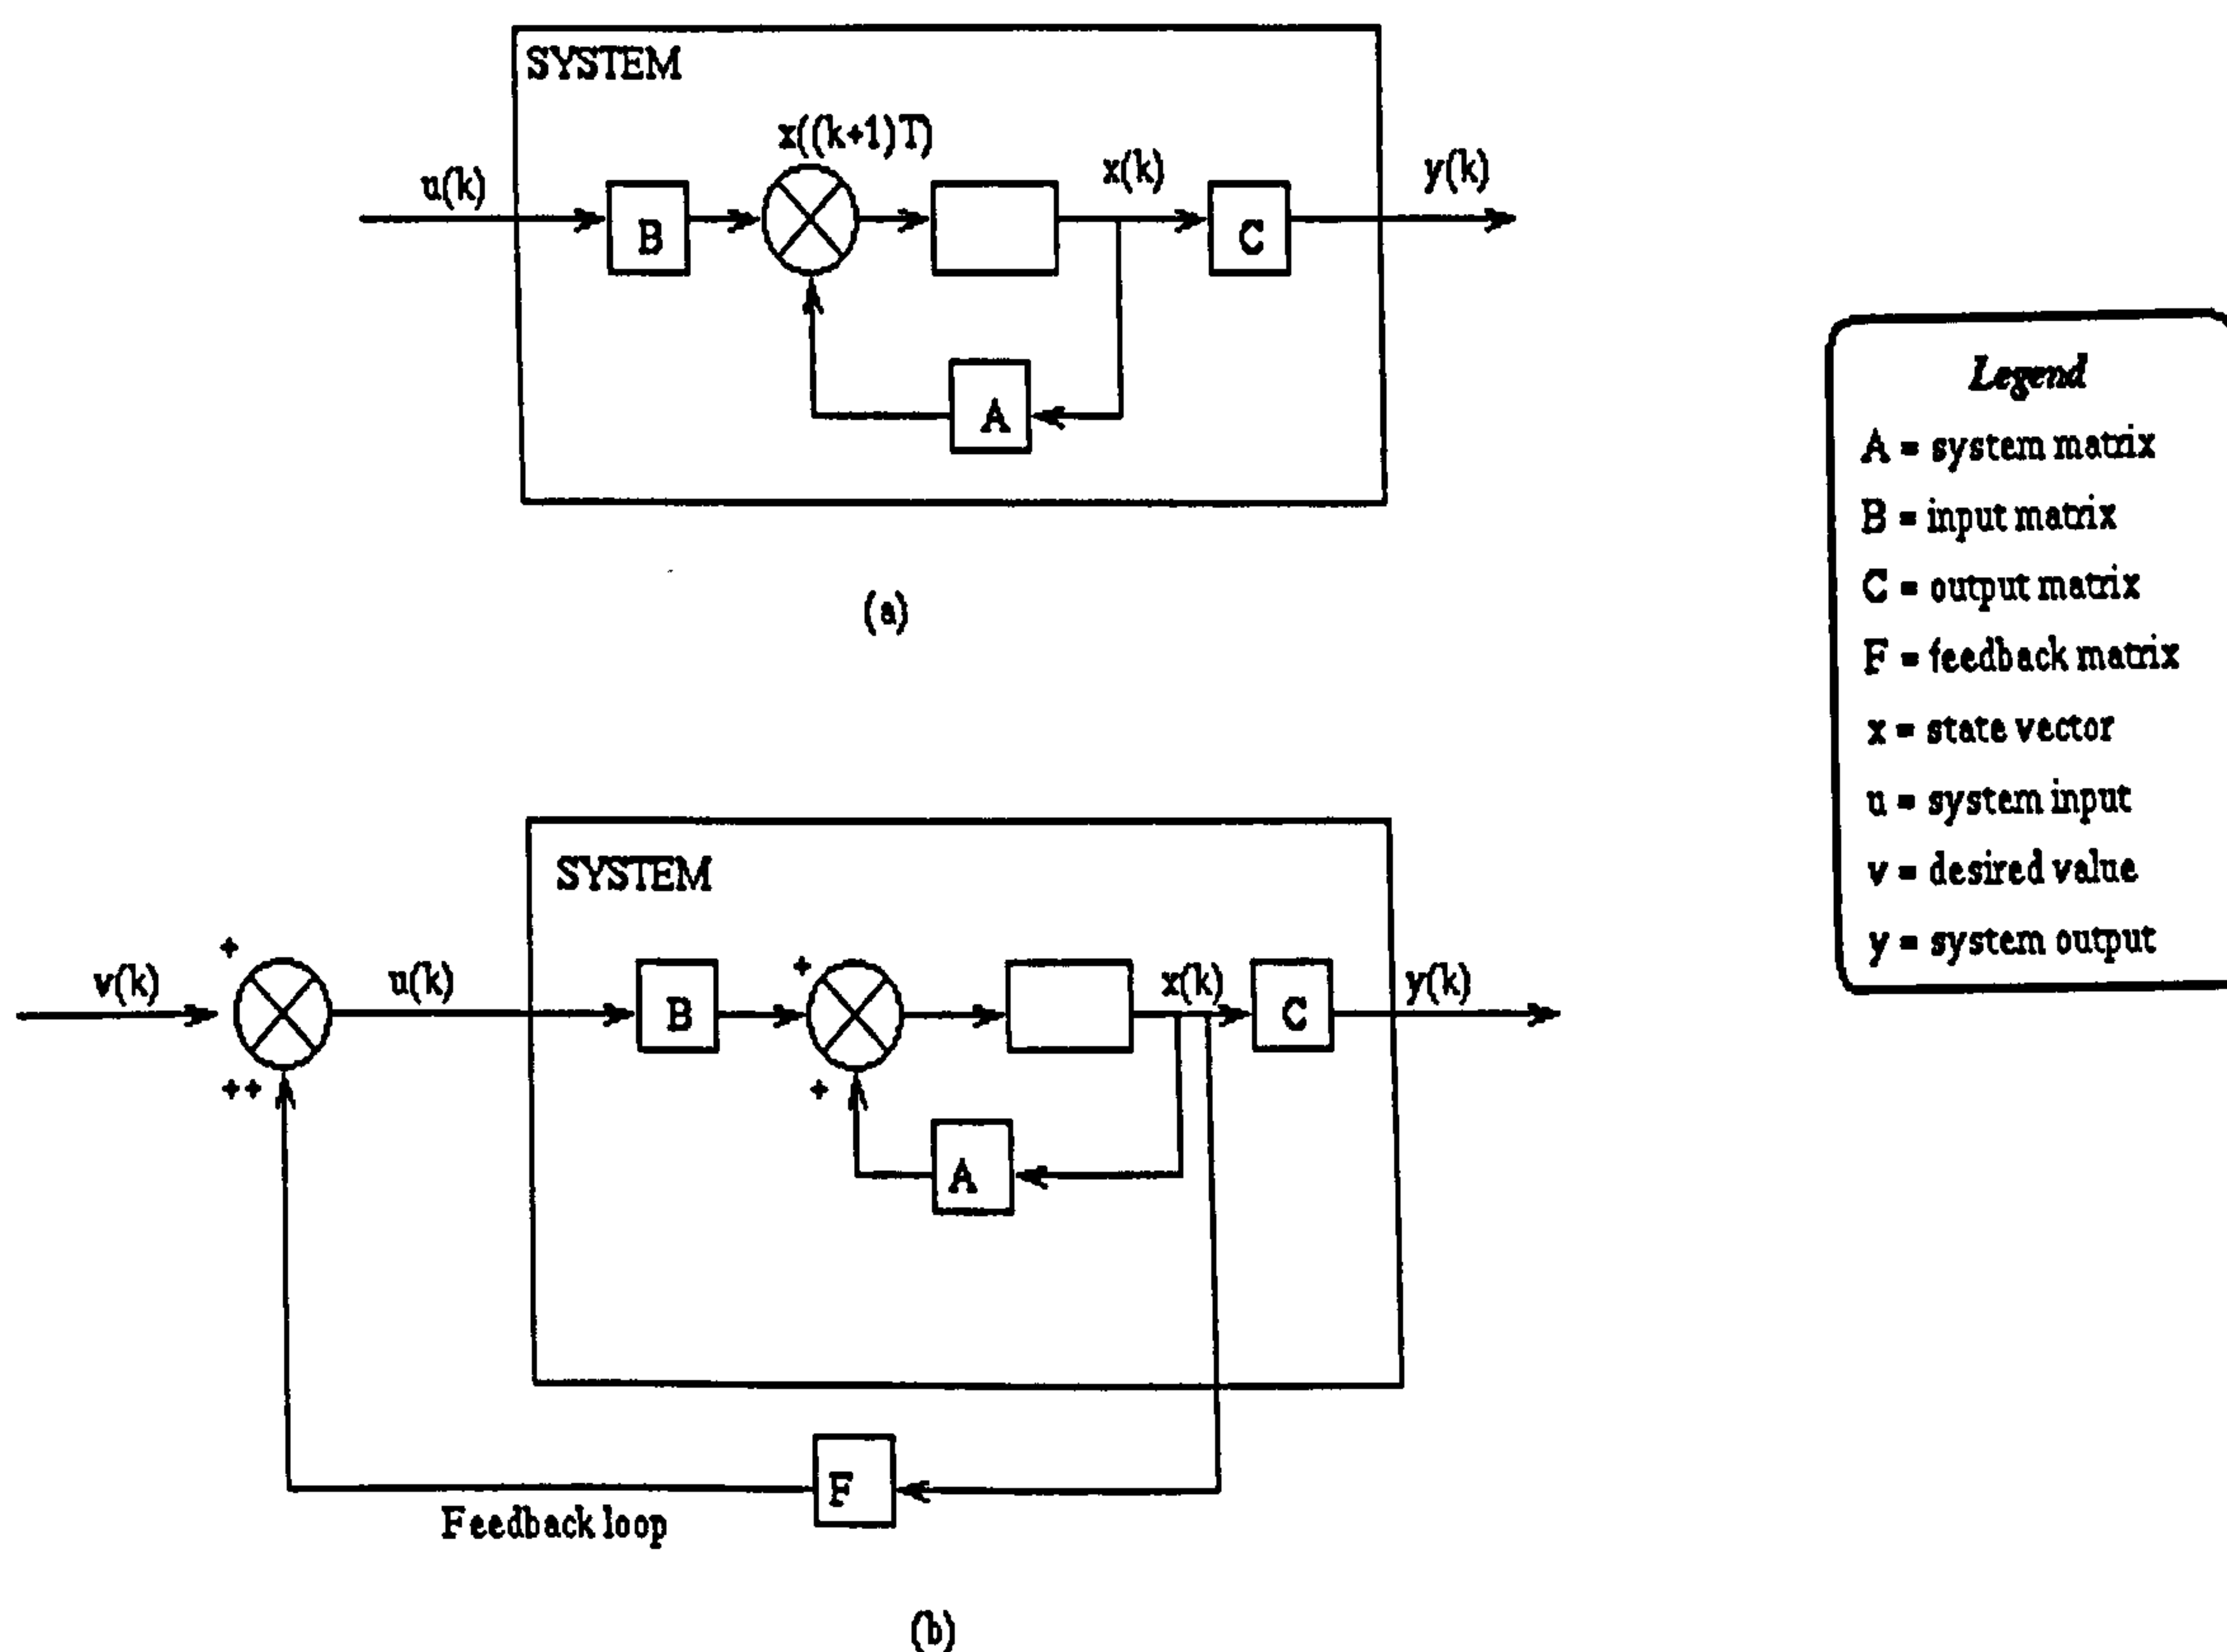 SYSTEM
x((k+1)T)
u(k)
x(k)
y(k)
B
C
A
(a)
Legend
A = system matrix
B = input matrix
C = output matrix
F = feedback matrix
x = state vector
u = system input
v = desired value
y = system output
SYSTEM
+
v(k)
u(k)
+
x(k)
y(k)
B
C
++
+
A
F
Feedback loop
(b)